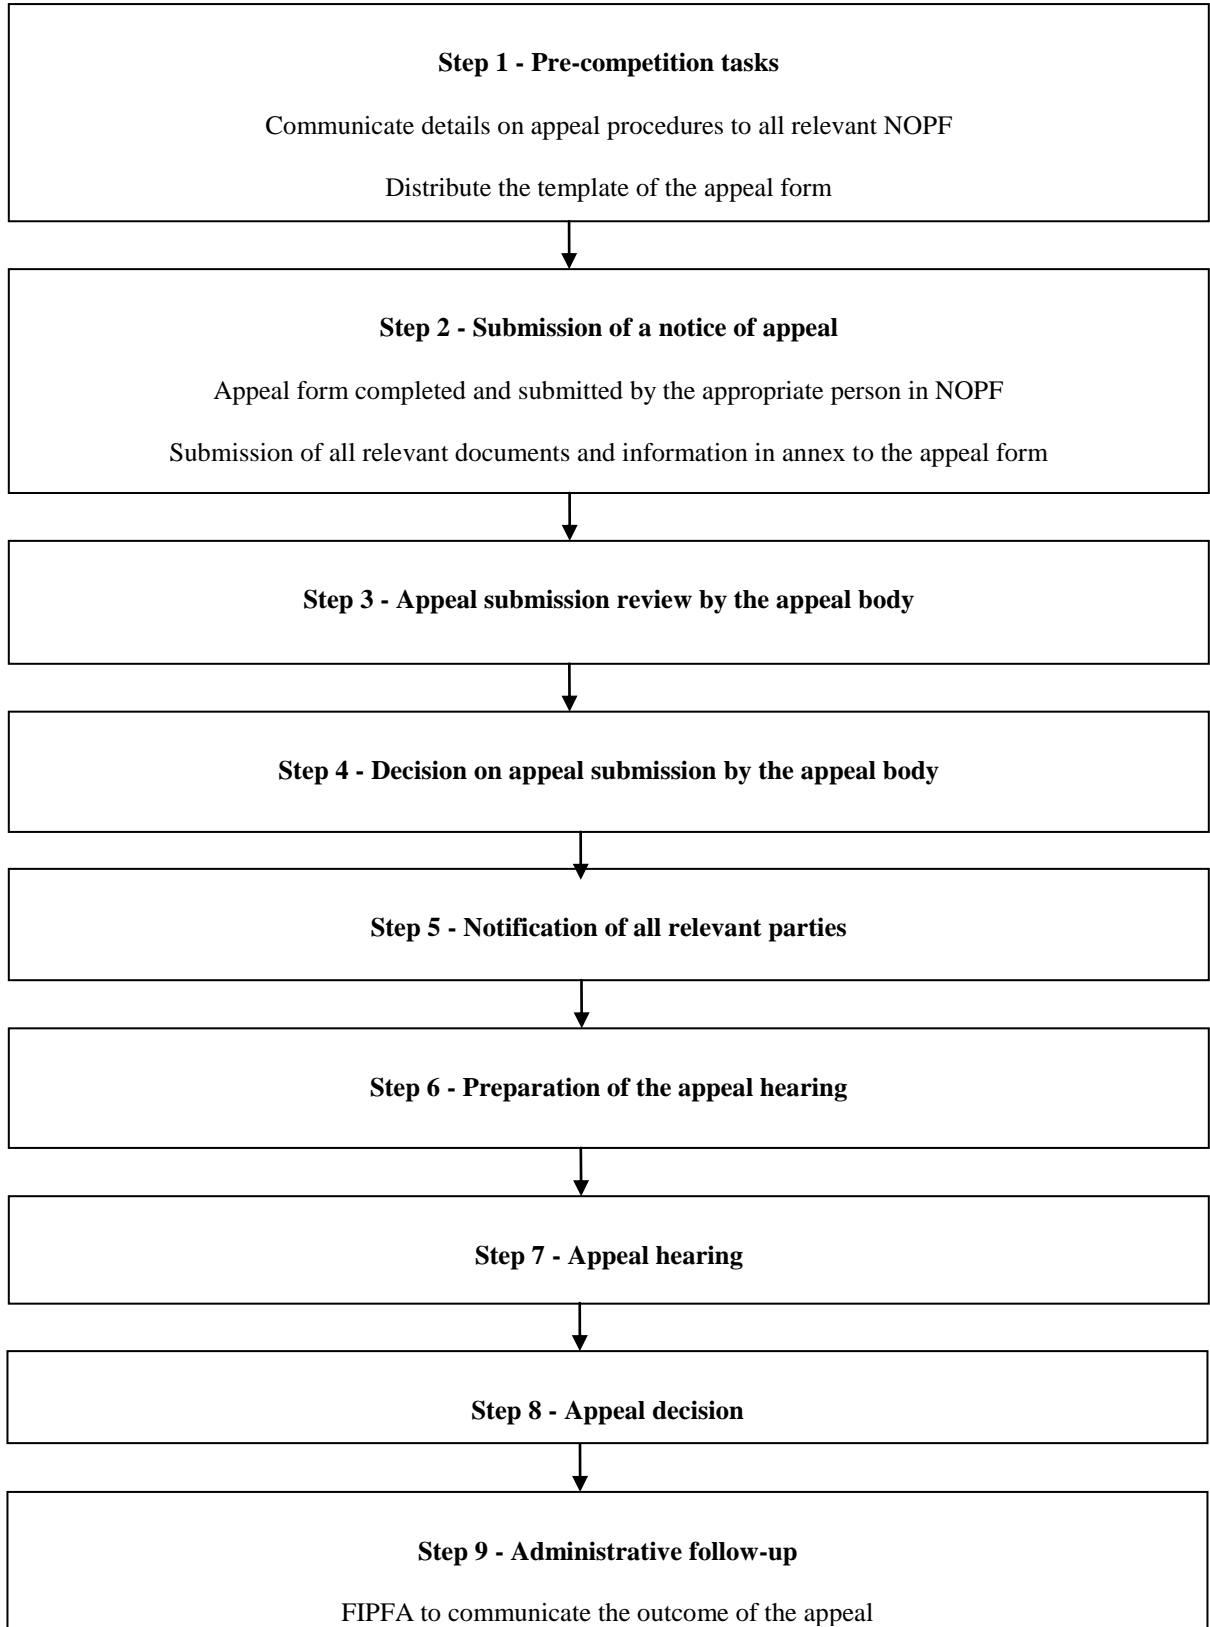 Step 1 - Pre-competition tasks
Communicate details on appeal procedures to all relevant NOPF
Distribute the template of the appeal form
Step 2 - Submission of a notice of appeal
Appeal form completed and submitted by the appropriate person in NOPF
Submission of all relevant documents and information in annex to the appeal form
Step 3 - Appeal submission review by the appeal body
Step 4 - Decision on appeal submission by the appeal body
Step 5 - Notification of all relevant parties
Step 6 - Preparation of the appeal hearing
Step 7 - Appeal hearing
Step 8 - Appeal decision
Step 9 - Administrative follow-up
FIPFA to communicate the outcome of the appeal